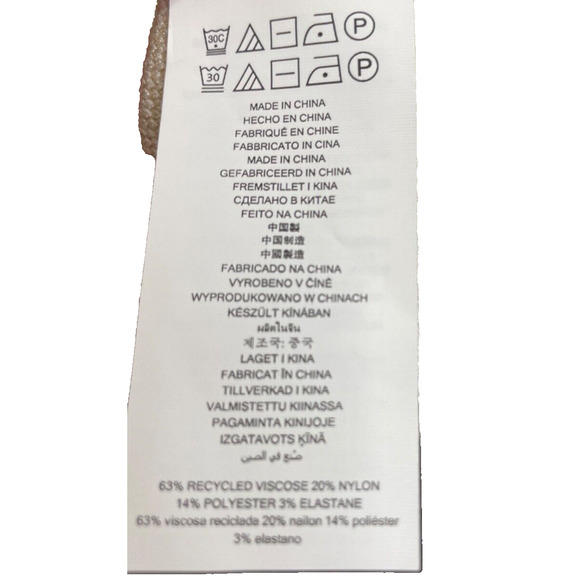 30C P
30 P
MADE IN CHINA
HECHO EN CHINA
FABRIQUÉ EN CHINE
FABBRICATO IN CINA
MADE IN CHINA
GEFABRICEERD IN CHINA
FREMSTILLET I KINA
СДЕЛАНО В КИТАЕ
FEITO NA CHINA
中国製
中国制造
中國製造
FABRICADO NA CHINA
VYROBENO V ČÍNĚ
WYPRODUKOWANO W CHINACH
KÉSZÜLT KÍNÁBAN
ผลิตในจีน
제조국: 중국
LAGET I KINA
FABRICAT ÎN CHINA
TILLVERKAD I KINA
VALMISTETTU KIINASSA
PAGAMINTA KINIJOJE
IZGATAVOTS ĶĪNĀ
صنع في الصين
63% RECYCLED VISCOSE 20% NYLON
14% POLYESTER 3% ELASTANE
63% viscosa reciclada 20% nailon 14% poliéster
3% elastano